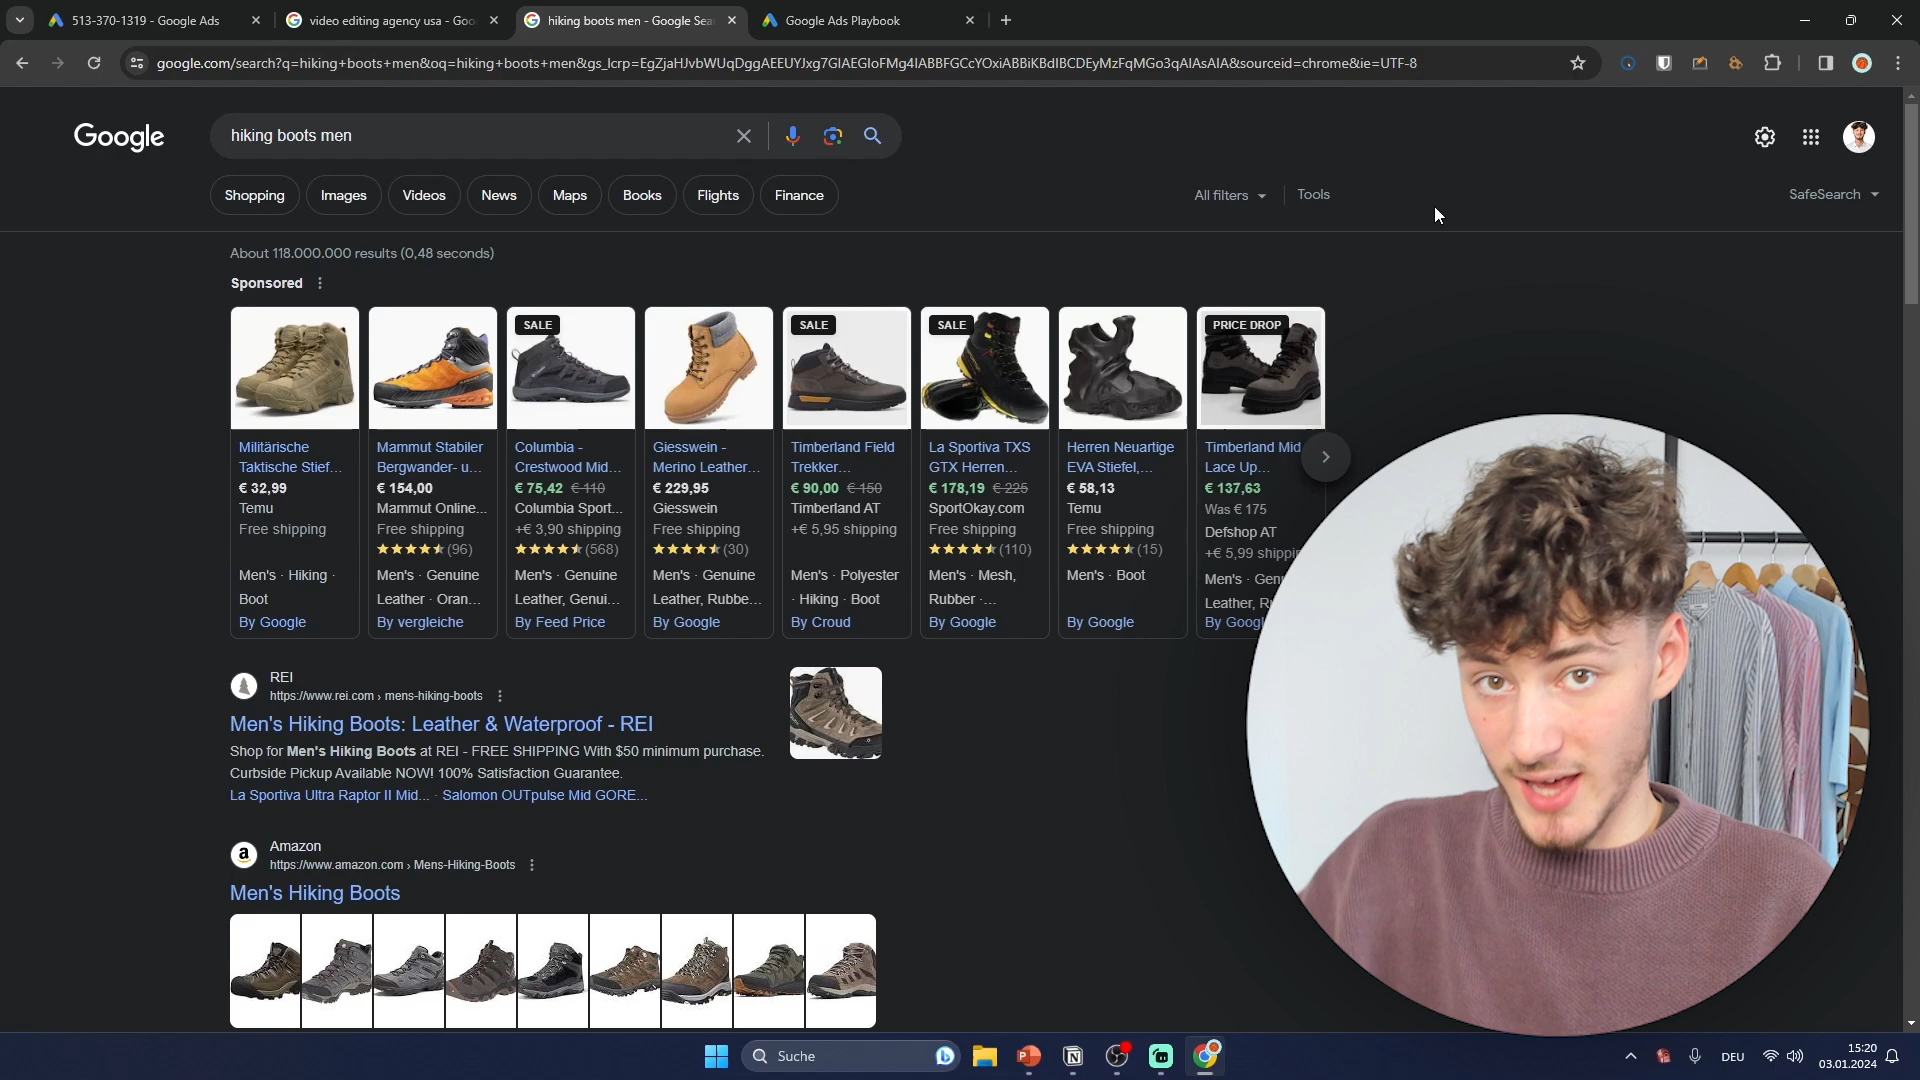 513-370-1319 - Google Ads
video editing agency usa - Goo
hiking boots men - Google Sea
Google Ads Playbook
google.com/search?q=hiking+boots+men&oq=hiking+boots+men&gs_lcrp=EgZjaHJvbWUqDggAEEUYJxg7GIAEGIoFMg4IABBFGCcYOxiABBiKBdIBCDEyMzFqMGo3qAIAsAIA&sourceid=chrome&ie=UTF-8
Google
hiking boots men
Shopping
Images
Videos
News
Maps
Books
Flights
Finance
All filters
Tools
SafeSearch
About 118.000.000 results (0,48 seconds)
Sponsored
Militärische
Taktische Stief...
€ 32,99
Temu
Free shipping
Men's · Hiking ·
Boot
By Google
Mammut Stabiler
Bergwander- u...
€ 154,00
Mammut Online...
Free shipping
(96)
Men's · Genuine
Leather · Oran...
By vergleiche
SALE
Columbia -
Crestwood Mid...
€ 75,42 € 110
Columbia Sport...
+€ 3,90 shipping
(568)
Men's · Genuine
Leather, Genui...
By Feed Price
Giesswein -
Merino Leather...
€ 229,95
Giesswein
Free shipping
(30)
Men's · Genuine
Leather, Rubbe...
By Google
SALE
Timberland Field
Trekker...
€ 90,00 € 150
Timberland AT
+€ 5,95 shipping
Men's · Polyester
· Hiking · Boot
By Croud
SALE
La Sportiva TXS
GTX Herren...
€ 178,19 € 225
SportOkay.com
Free shipping
(110)
Men's · Mesh,
Rubber ·...
By Google
Herren Neuartige
EVA Stiefel,...
€ 58,13
Temu
Free shipping
(15)
Men's · Boot
By Google
PRICE DROP
Timberland Mid
Lace Up...
€ 137,63
Was € 175
Defshop AT
+€ 5,99 shippin
Men's · Gen
Leather, R
By Googl
REI
https://www.rei.com › mens-hiking-boots
Men's Hiking Boots: Leather & Waterproof - REI
Shop for Men's Hiking Boots at REI - FREE SHIPPING With $50 minimum purchase.
Curbside Pickup Available NOW! 100% Satisfaction Guarantee.
La Sportiva Ultra Raptor II Mid... · Salomon OUTpulse Mid GORE...
a
Amazon
https://www.amazon.com › Mens-Hiking-Boots
Men's Hiking Boots
Suche
DEU
15:20
03.01.2024